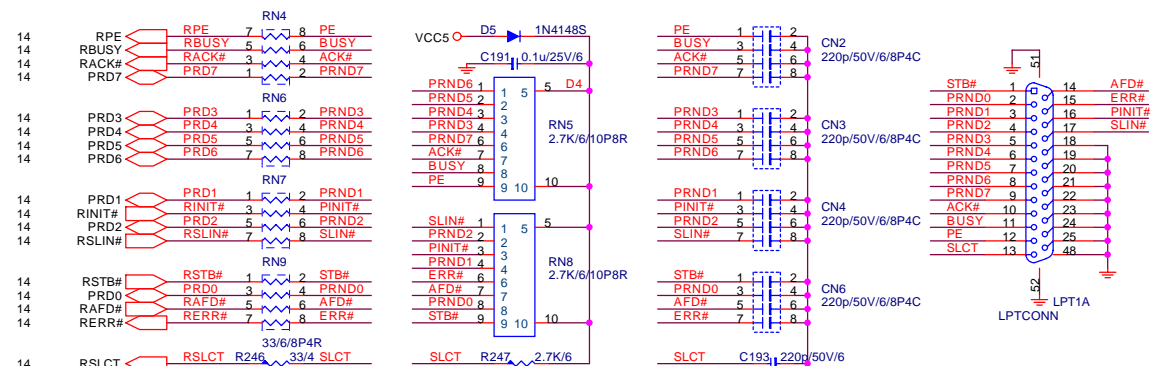 RN4
14 RPE RPE 7 8 PE
14 RBUSY RBUSY 5 6 BUSY
14 RACK# RACK# 3 4 ACK#
14 PRD7 PRD7 1 2 PRND7
RN6
14 PRD3 PRD3 1 2 PRND3
14 PRD4 PRD4 3 4 PRND4
14 PRD5 PRD5 5 6 PRND5
14 PRD6 PRD6 7 8 PRND6
RN7
14 PRD1 PRD1 1 2 PRND1
14 RINIT# RINIT# 3 4 PINIT#
14 PRD2 PRD2 5 6 PRND2
14 RSLIN# RSLIN# 7 8 SLIN#
RN9
14 RSTB# RSTB# 1 2 STB#
14 PRD0 PRD0 3 4 PRND0
14 RAFD# RAFD# 5 6 AFD#
14 RERR# RERR# 7 8 ERR#
33/6/8P4R
14 RSLCT RSLCT R246 33/4 SLCT
D5 1N4148S
VCC5
C191 0.1u/25V/6
PRND6 1 1 5 5 D4
PRND5 2 2
PRND4 3 3
PRND3 4 4
PRND7 6 6
ACK# 7 7
BUSY 8 8
PE 9 9 10 10
RN5
2.7K/6/10P8R
SLIN# 1 1 5 5
PRND2 2 2
PINIT# 3 3
PRND1 4 4
ERR# 6 6
AFD# 7 7
PRND0 8 8
STB# 9 9 10 10
RN8
2.7K/6/10P8R
SLCT R247 2.7K/6
PE 1 2
BUSY 3 4
ACK# 5 6
PRND7 7 8
CN2
220p/50V/6/8P4C
PRND3 1 2
PRND4 3 4
PRND5 5 6
PRND6 7 8
CN3
220p/50V/6/8P4C
PRND1 1 2
PINIT# 3 4
PRND2 5 6
SLIN# 7 8
CN4
220p/50V/6/8P4C
STB# 1 2
PRND0 3 4
AFD# 5 6
ERR# 7 8
CN6
220p/50V/6/8P4C
SLCT C193 220p/50V/6
51
STB# 1 14 AFD#
PRND0 2 15 ERR#
PRND1 3 16 PINIT#
PRND2 4 17 SLIN#
PRND3 5 18
PRND4 6 19
PRND5 7 20
PRND6 8 21
PRND7 9 22
ACK# 10 23
BUSY 11 24
PE 12 25
SLCT 13 48
52
LPT1A
LPTCONN